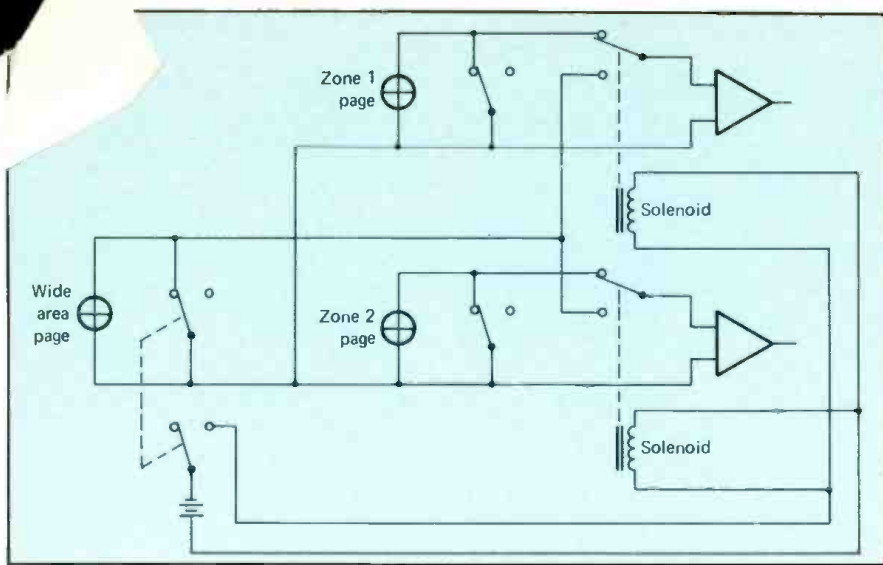 Zone 1
page
Solenoid
Wide
area
page
Zone 2
page
Solenoid